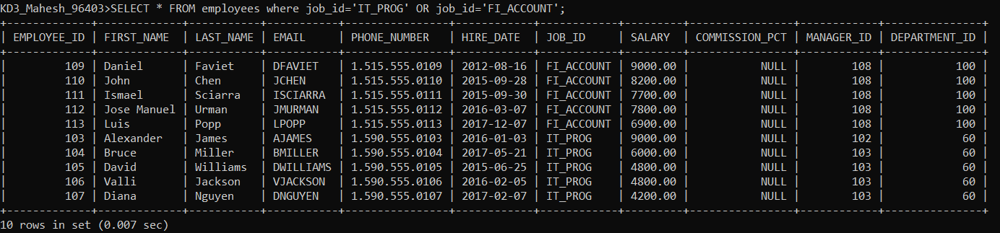 KD3_Mahesh_96403>SELECT * FROM employees where job_id='IT_PROG' OR job_id='FI_ACCOUNT';
+-------------+-------------+------------+-----------+----------------+------------+------------+---------+----------------+------------+---------------+
| EMPLOYEE_ID | FIRST_NAME  | LAST_NAME | EMAIL     | PHONE_NUMBER   | HIRE_DATE  | JOB_ID     | SALARY  | COMMISSION_PCT | MANAGER_ID | DEPARTMENT_ID |
+-------------+-------------+-----------+-----------+----------------+------------+------------+---------+----------------+------------+---------------+
|         109 | Daniel      | Faviet    | DFAVIET   | 1.515.555.0109 | 2012-08-16 | FI_ACCOUNT | 9000.00 |           NULL |        108 |           100 |
|         110 | John        | Chen      | JCHEN     | 1.515.555.0110 | 2015-09-28 | FI_ACCOUNT | 8200.00 |           NULL |        108 |           100 |
|         111 | Ismael      | Sciarra   | ISCIARRA  | 1.515.555.0111 | 2015-09-30 | FI_ACCOUNT | 7700.00 |           NULL |        108 |           100 |
|         112 | Jose Manuel | Urman     | JMURMAN   | 1.515.555.0112 | 2016-03-07 | FI_ACCOUNT | 7800.00 |           NULL |        108 |           100 |
|         113 | Luis        | Popp      | LPOPP     | 1.515.555.0113 | 2017-12-07 | FI_ACCOUNT | 6900.00 |           NULL |        108 |           100 |
|         103 | Alexander   | James     | AJAMES    | 1.590.555.0103 | 2016-01-03 | IT_PROG    | 9000.00 |           NULL |        102 |            60 |
|         104 | Bruce       | Miller    | BMILLER   | 1.590.555.0104 | 2017-05-21 | IT_PROG    | 6000.00 |           NULL |        103 |            60 |
|         105 | David       | Williams  | DWILLIAMS | 1.590.555.0105 | 2015-06-25 | IT_PROG    | 4800.00 |           NULL |        103 |            60 |
|         106 | Valli       | Jackson   | VJACKSON  | 1.590.555.0106 | 2016-02-05 | IT_PROG    | 4800.00 |           NULL |        103 |            60 |
|         107 | Diana       | Nguyen    | DNGUYEN   | 1.590.555.0107 | 2017-02-07 | IT_PROG    | 4200.00 |           NULL |        103 |            60 |
+-------------+-------------+-----------+-----------+----------------+------------+------------+---------+----------------+------------+---------------+
10 rows in set (0.007 sec)